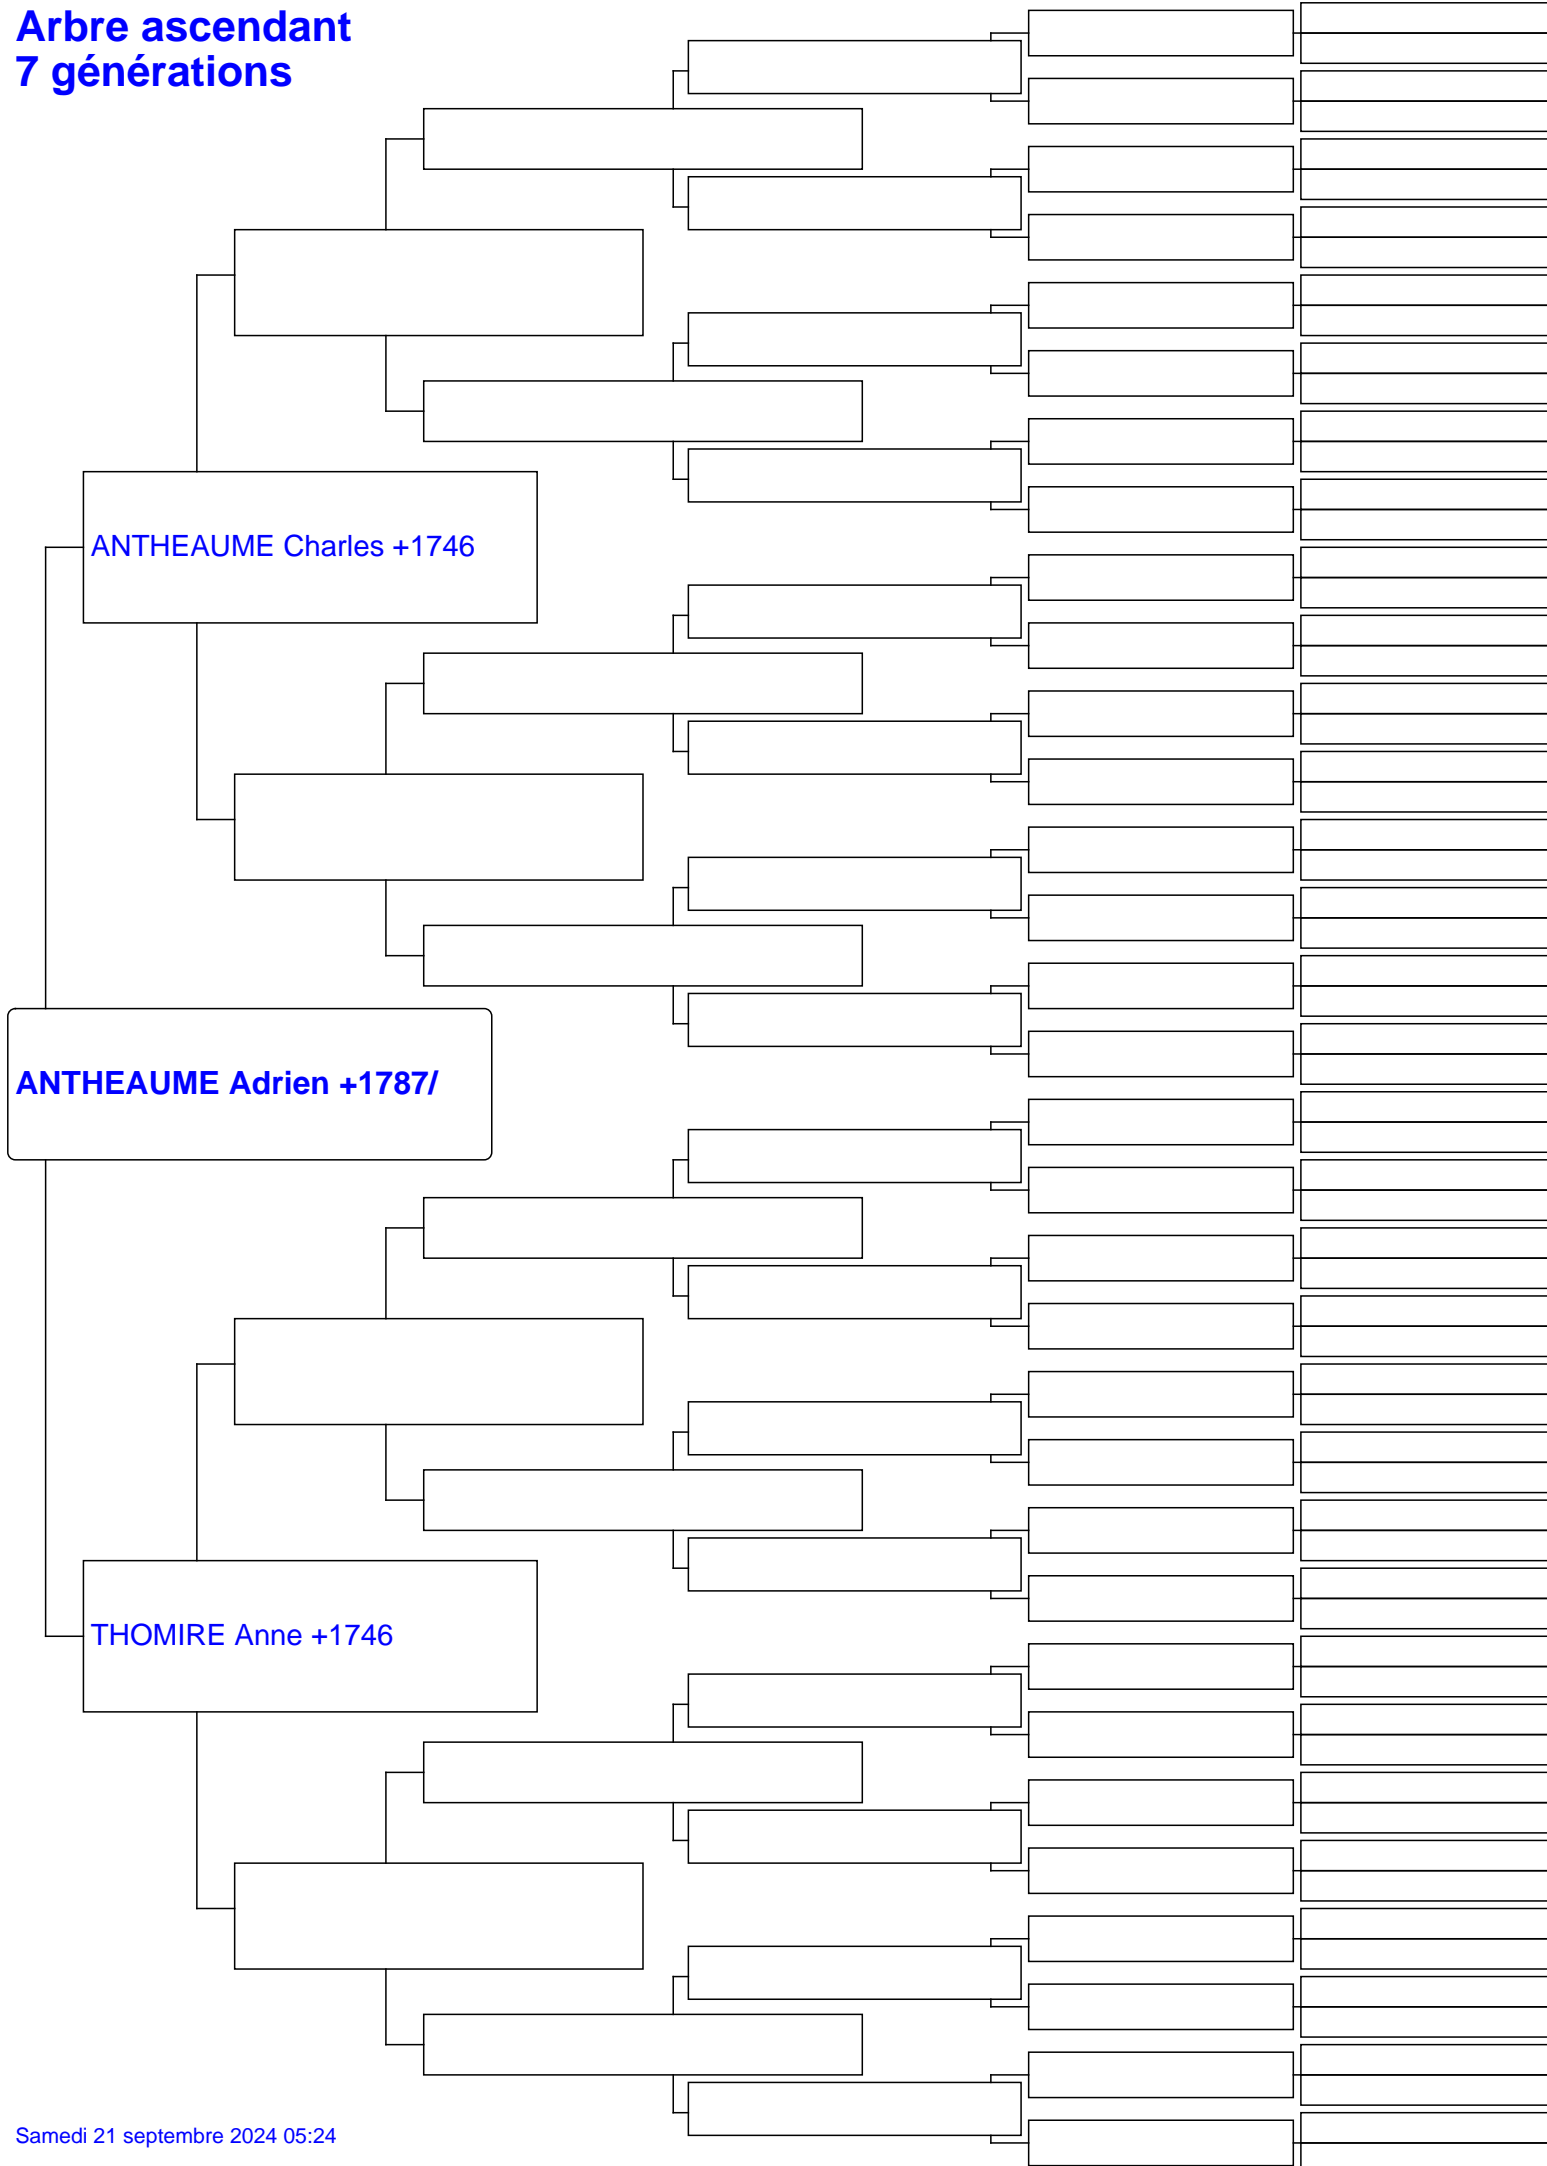 Arbre ascendant
7 générations
ANTHEAUME Charles +1746
ANTHEAUME Adrien +1787/
THOMIRE Anne +1746
Samedi 21 septembre 2024 05:24